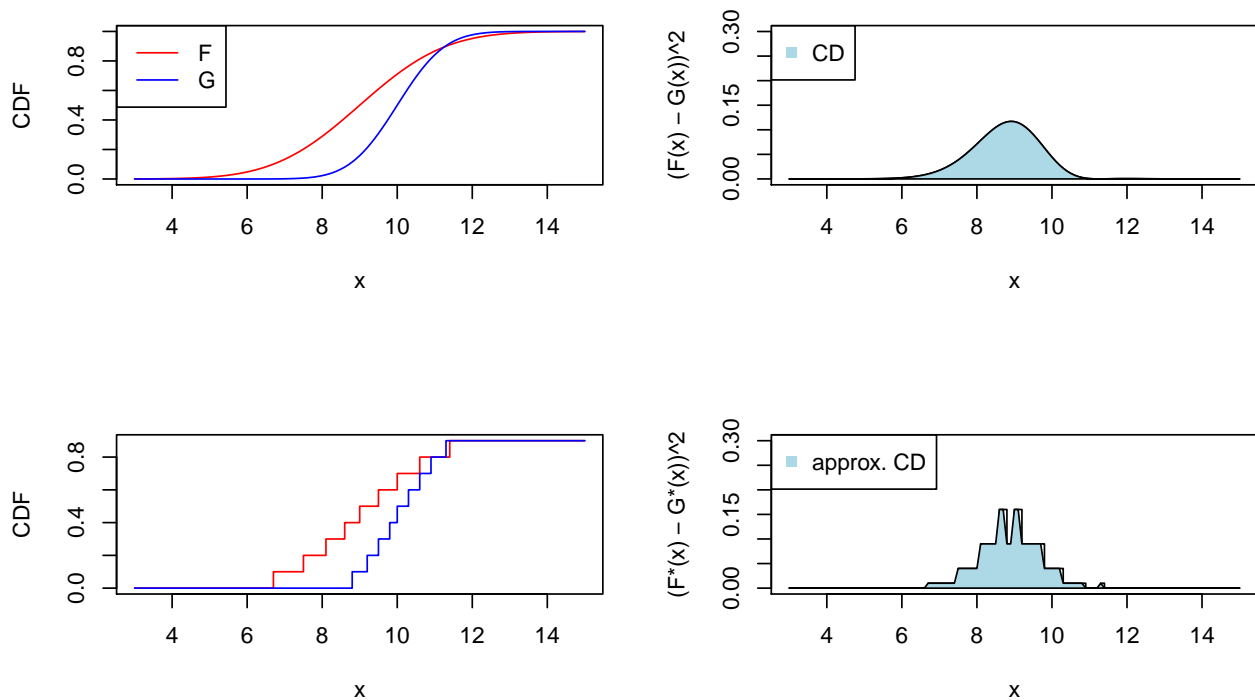 CDF
0.0 0.4 0.8
F
G
4 6 8 10 12 14
x
(F(x) − G(x))^2
0.00 0.15 0.30
CD
4 6 8 10 12 14
x
CDF
0.0 0.4 0.8
4 6 8 10 12 14
x
(F*(x) − G*(x))^2
0.00 0.15 0.30
approx. CD
4 6 8 10 12 14
x